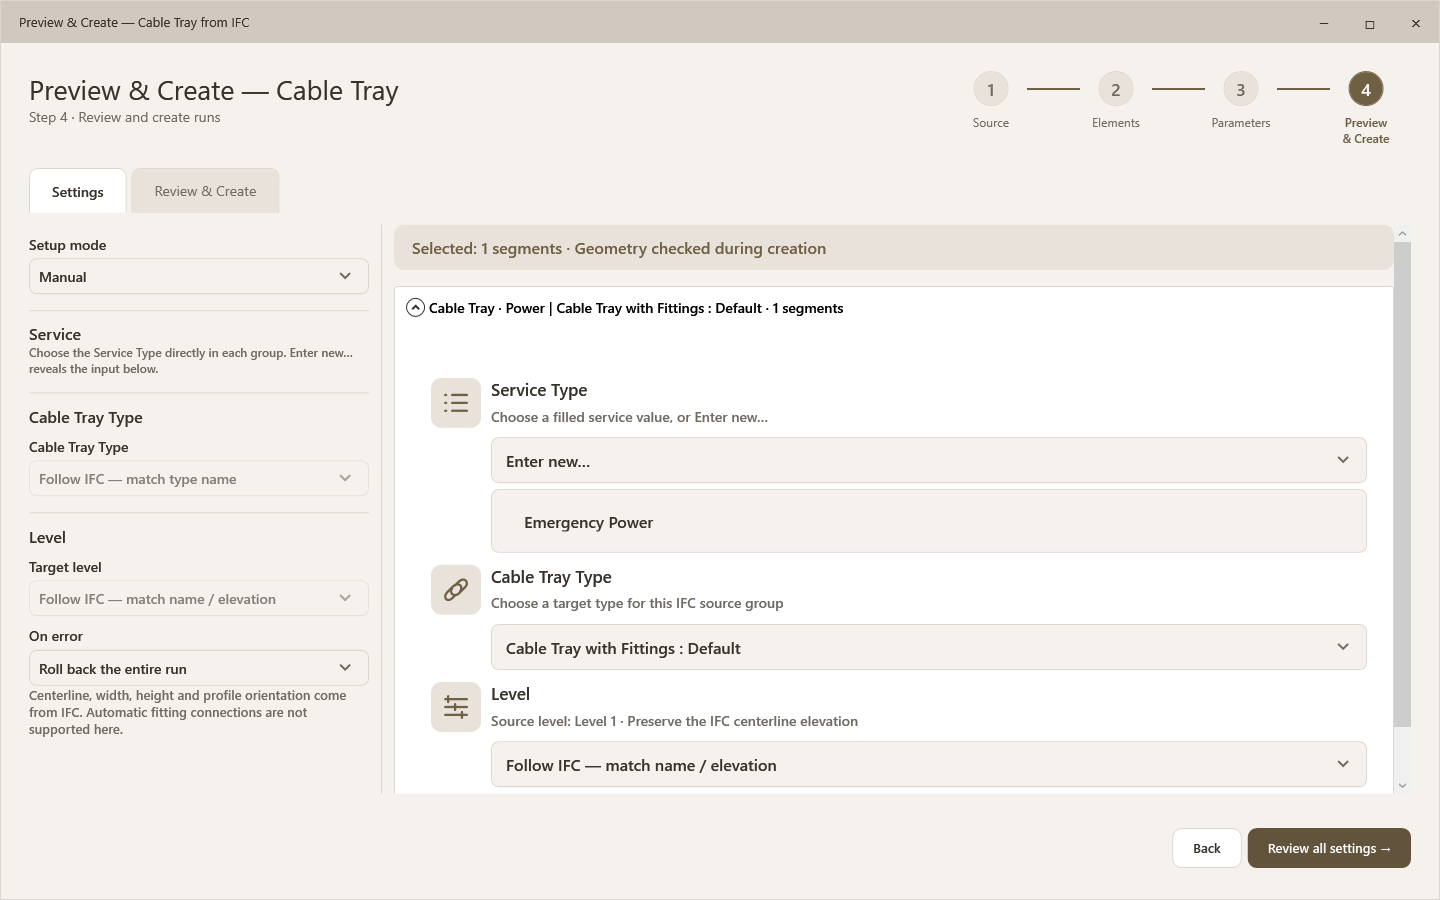 Preview & Create — Cable Tray from IFC
Preview & Create — Cable Tray
Step 4 · Review and create runs
1
2
3
4
Source
Elements
Parameters
Preview
& Create
Settings
Review & Create
Setup mode
Manual
Service
Choose the Service Type directly in each group. Enter new...
reveals the input below.
Cable Tray Type
Cable Tray Type
Follow IFC — match type name
Level
Target level
Follow IFC — match name / elevation
On error
Roll back the entire run
Centerline, width, height and profile orientation come
from IFC. Automatic fitting connections are not
supported here.
Selected: 1 segments · Geometry checked during creation
Cable Tray · Power | Cable Tray with Fittings : Default · 1 segments
Service Type
Choose a filled service value, or Enter new...
Enter new...
Emergency Power
Cable Tray Type
Choose a target type for this IFC source group
Cable Tray with Fittings : Default
Level
Source level: Level 1 · Preserve the IFC centerline elevation
Follow IFC — match name / elevation
Back
Review all settings →